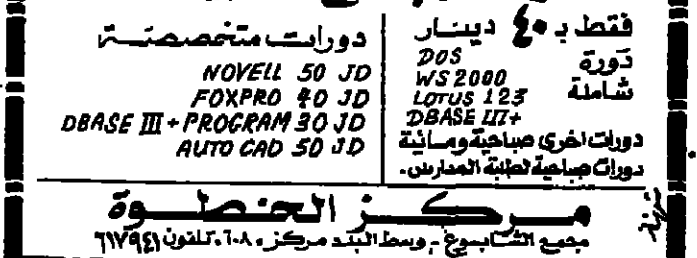 فقط بـ ٤٠ دينار
دورة شاملة
DOS
WS2000
LOTUS 123
DBASE III+
دورات اخرى صباحية ومسائية
دورات صباحية لطلبة المدارس.
دورات متخصصة
NOVELL 50 JD
FOXPRO 40 JD
DBASE III + PROGRAM 30 JD
AUTO CAD 50 JD
مركز الخطوة
مجمع الشابسوغ - وسط البلد مركز ٦٠٨، تلفون ٦١٧٩٤١